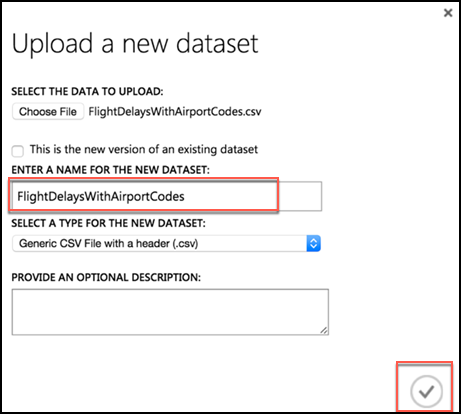 Upload a new dataset
SELECT THE DATA TO UPLOAD:
Choose File FlightDelaysWithAirportCodes.csv
This is the new version of an existing dataset
ENTER A NAME FOR THE NEW DATASET:
FlightDelaysWithAirportCodes
SELECT A TYPE FOR THE NEW DATASET:
Generic CSV File with a header (.csv)
PROVIDE AN OPTIONAL DESCRIPTION: